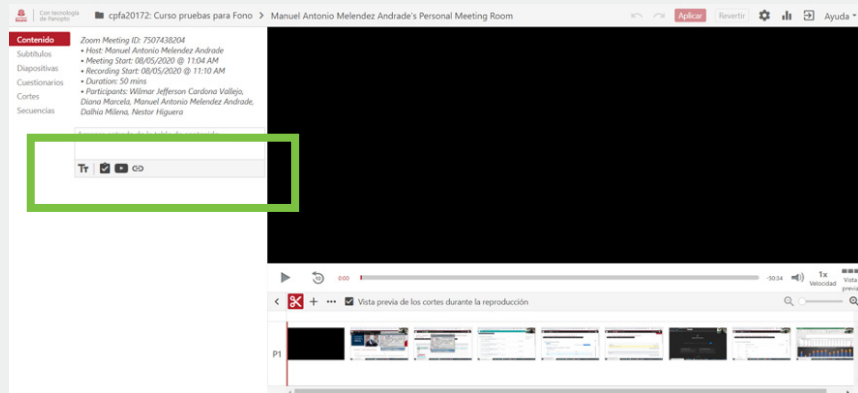 Con tecnología
de Panopto
cpfa20172: Curso pruebas para Fono > Manuel Antonio Melendez Andrade's Personal Meeting Room
Aplicar
Revertir
Ayuda
Contenido
Subtítulos
Diapositivas
Cuestionarios
Cortes
Secuencias
Zoom Meeting ID: 7507438204
• Host: Manuel Antonio Melendez Andrade
• Meeting Start: 08/05/2020 @ 11:04 AM
• Recording Start: 08/05/2020 @ 11:10 AM
• Duration: 50 mins
• Participants: Wilmar Jefferson Cardona Vallejo,
Diana Marcela, Manuel Antonio Melendez Andrade,
Dalhia Milena, Nestor Higuera
Tr
10
0:00
-50:34
1x
Velocidad
Vista
previa
Vista previa de los cortes durante la reproducción
P1